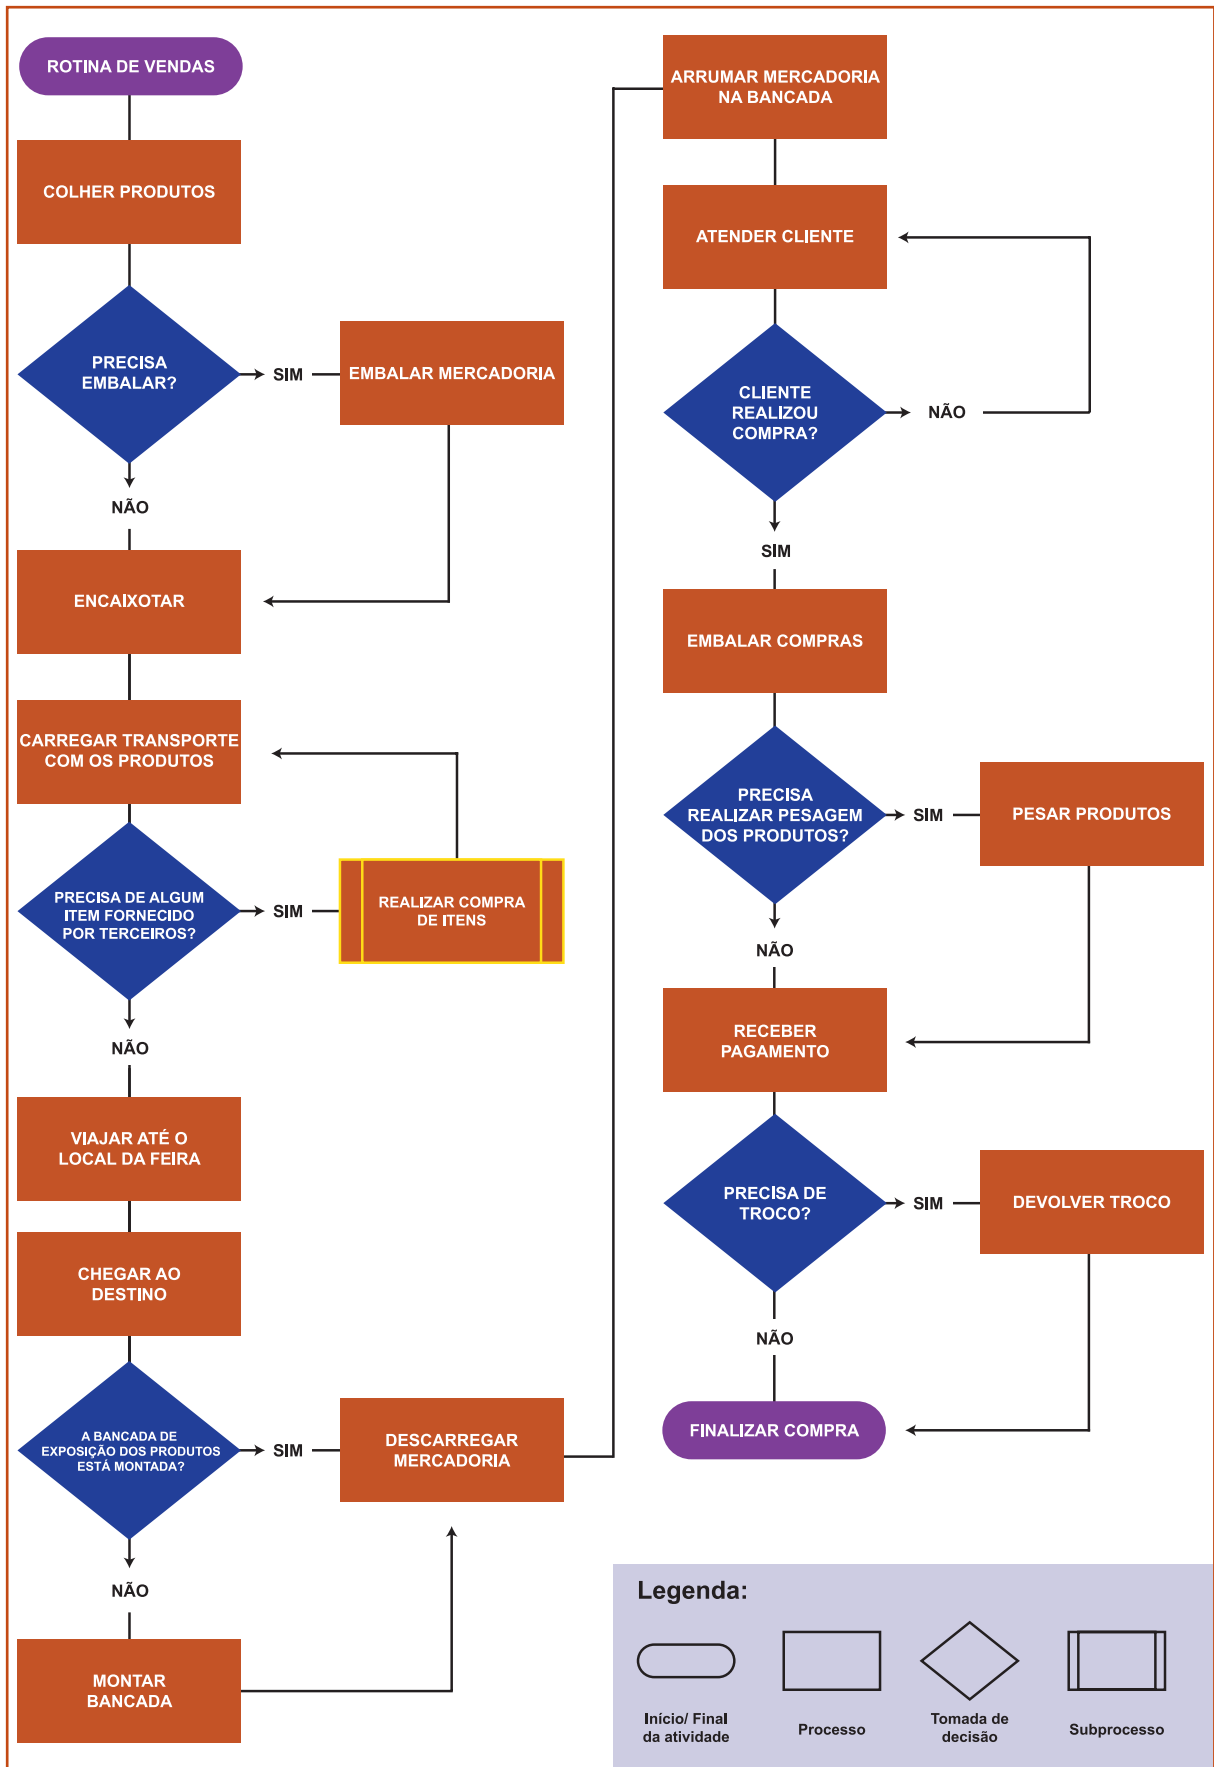 ROTINA DE VENDAS
COLHER PRODUTOS
PRECISA
EMBALAR?
SIM
EMBALAR MERCADORIA
NÃO
ENCAIXOTAR
CARREGAR TRANSPORTE
COM OS PRODUTOS
PRECISA DE ALGUM
ITEM FORNECIDO
POR TERCEIROS?
SIM
REALIZAR COMPRA
DE ITENS
NÃO
VIAJAR ATÉ O
LOCAL DA FEIRA
CHEGAR AO
DESTINO
A BANCADA DE
EXPOSIÇÃO DOS PRODUTOS
ESTÁ MONTADA?
SIM
DESCARREGAR
MERCADORIA
NÃO
MONTAR
BANCADA
ARRUMAR MERCADORIA
NA BANCADA
ATENDER CLIENTE
CLIENTE
REALIZOU
COMPRA?
NÃO
SIM
EMBALAR COMPRAS
PRECISA
REALIZAR PESAGEM
DOS PRODUTOS?
SIM
PESAR PRODUTOS
NÃO
RECEBER
PAGAMENTO
PRECISA DE
TROCO?
SIM
DEVOLVER TROCO
NÃO
FINALIZAR COMPRA
Legenda:
Início/ Final
da atividade
Processo
Tomada de
decisão
Subprocesso